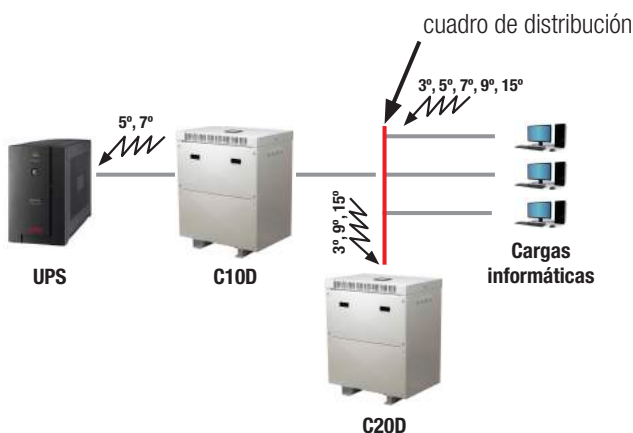 cuadro de distribución
3º, 5º, 7º, 9º, 15º
5º, 7º
3º, 9º, 15º
UPS
C10D
Cargas
informáticas
C20D